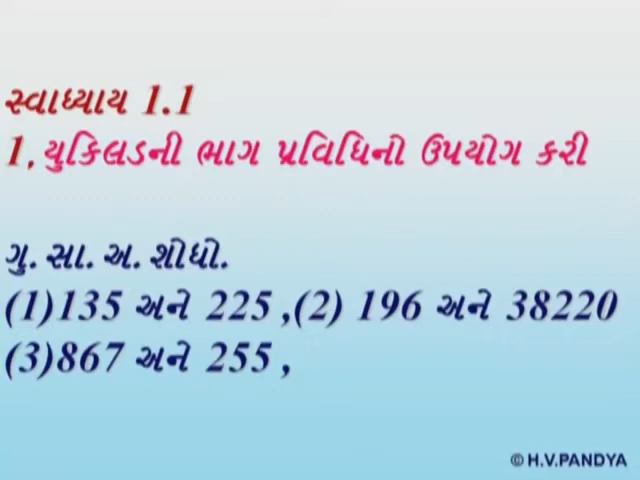 સ્વાધ્યાય 1.1
1. યુકિલડની ભાગ પ્રવિધિનો ઉપયોગ કરી
ગુ. સા. અ. શોધો.
(1)135 અને 225 ,(2) 196 અને 38220
(3)867 અને 255 ,
© H.V.PANDYA